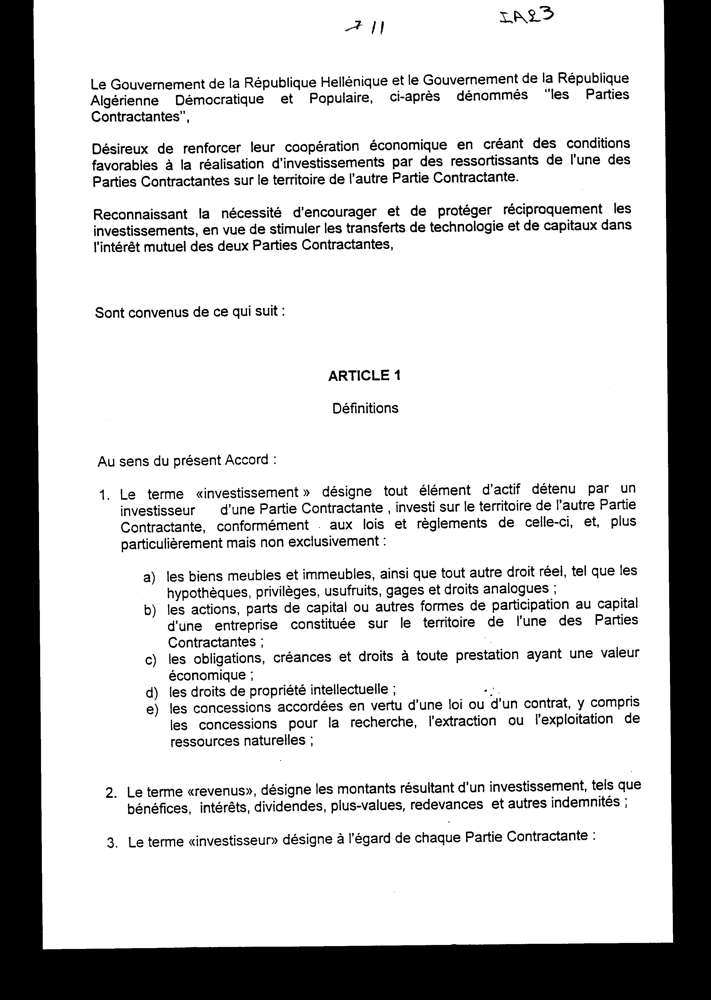 IA23
7 11
Le Gouvernement de la République Hellénique et le Gouvernement de la République
Algérienne Démocratique et Populaire, ci-après dénommés "les Parties
Contractantes",
Désireux de renforcer leur coopération économique en créant des conditions
favorables à la réalisation d'investissements par des ressortissants de l'une des
Parties Contractantes sur le territoire de l'autre Partie Contractante.
Reconnaissant la nécessité d'encourager et de protéger réciproquement les
investissements, en vue de stimuler les transferts de technologie et de capitaux dans
l'intérêt mutuel des deux Parties Contractantes,
Sont convenus de ce qui suit :
ARTICLE 1
Définitions
Au sens du présent Accord :
1. Le terme «investissement » désigne tout élément d'actif détenu par un
investisseur d'une Partie Contractante , investi sur le territoire de l'autre Partie
Contractante, conformément aux lois et règlements de celle-ci, et, plus
particulièrement mais non exclusivement :
a) les biens meubles et immeubles, ainsi que tout autre droit réel, tel que les
hypothèques, privilèges, usufruits, gages et droits analogues ;
b) les actions, parts de capital ou autres formes de participation au capital
d'une entreprise constituée sur le territoire de l'une des Parties
Contractantes ;
c) les obligations, créances et droits à toute prestation ayant une valeur
économique ;
d) les droits de propriété intellectuelle ;
e) les concessions accordées en vertu d'une loi ou d'un contrat, y compris
les concessions pour la recherche, l'extraction ou l'exploitation de
ressources naturelles ;
2. Le terme «revenus», désigne les montants résultant d'un investissement, tels que
bénéfices, intérêts, dividendes, plus-values, redevances et autres indemnités ;
3. Le terme «investisseur» désigne à l'égard de chaque Partie Contractante :